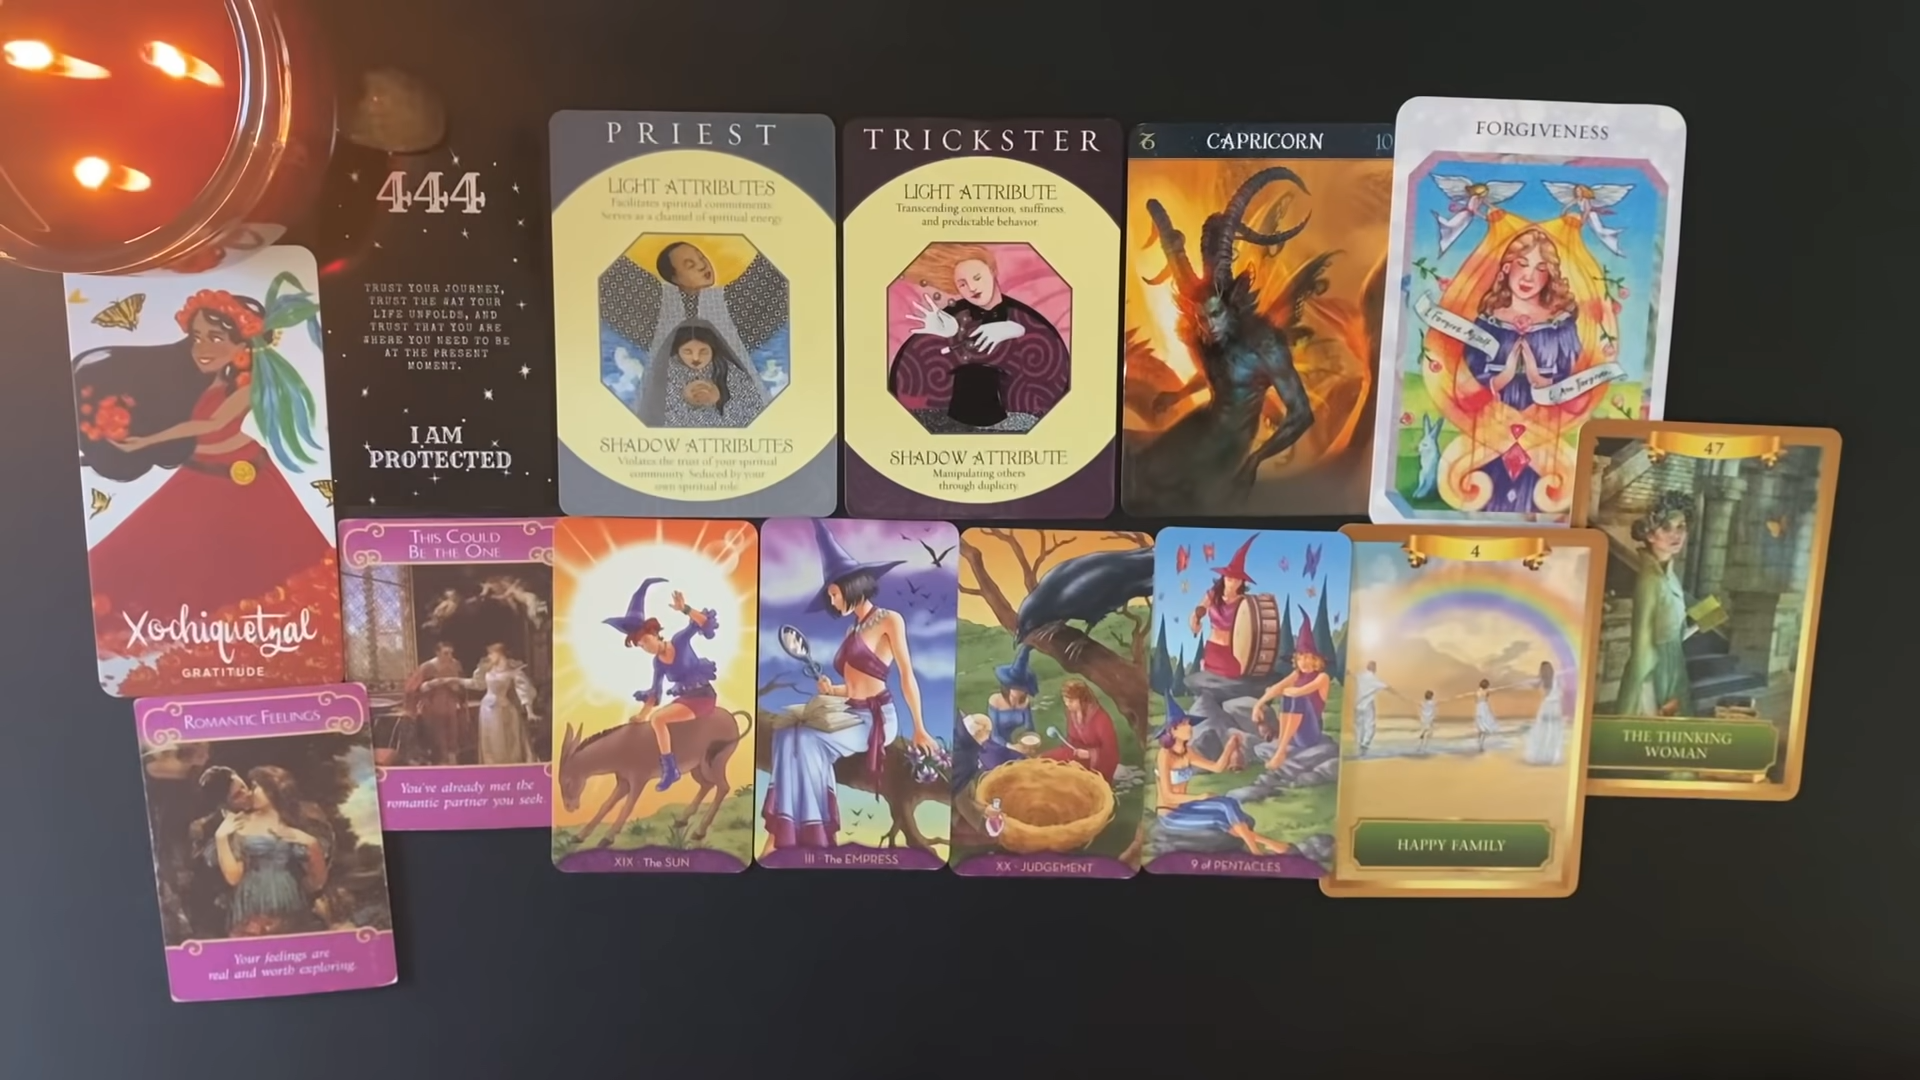 444
TRUST YOUR JOURNEY,
TRUST THE WAY YOUR
LIFE UNFOLDS, AND
TRUST THAT YOU ARE
WHERE YOU NEED TO BE
AT THE PRESENT
MOMENT.
I AM
PROTECTED
PRIEST
LIGHT ATTRIBUTES
Facilitates spiritual commitments.
Serves as a channel of spiritual energy.
SHADOW ATTRIBUTES
Violates the trust of your spiritual
community. Seduced by your
own spiritual role.
TRICKSTER
LIGHT ATTRIBUTE
Transcending convention, stuffiness,
and predictable behavior.
SHADOW ATTRIBUTE
Manipulating others
through duplicity.
♑ CAPRICORN 10
FORGIVENESS
I Forgive Myself
I Am Forgiven
Xochiquetzal
GRATITUDE
THIS COULD
BE THE ONE
You've already met the
romantic partner you seek.
XIX · The SUN
III · The EMPRESS
XX · JUDGEMENT
9 of PENTACLES
4
HAPPY FAMILY
47
THE THINKING
WOMAN
ROMANTIC FEELINGS
Your feelings are
real and worth exploring.